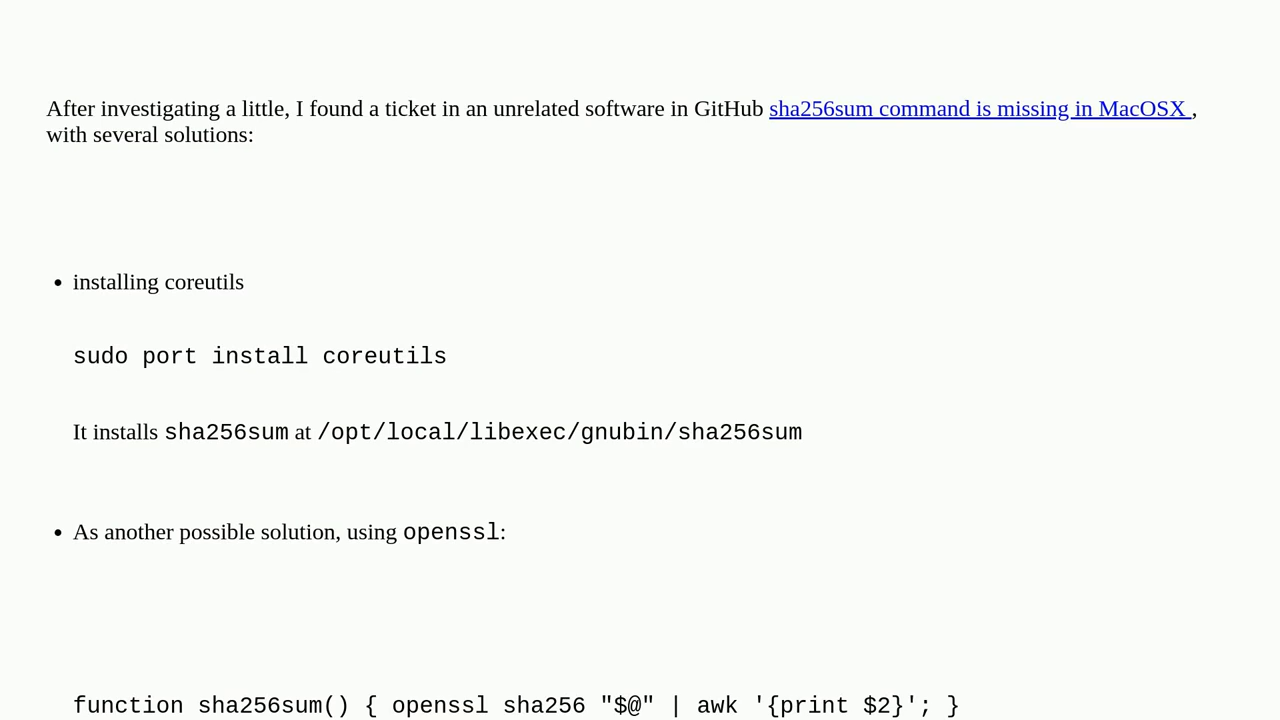 After investigating a little, I found a ticket in an unrelated software in GitHub sha256sum command is missing in MacOSX ,
with several solutions:
• installing coreutils
sudo port install coreutils
It installs sha256sum at /opt/local/libexec/gnubin/sha256sum
• As another possible solution, using openssl:
function sha256sum() { openssl sha256 "$@" | awk '{print $2}'; }